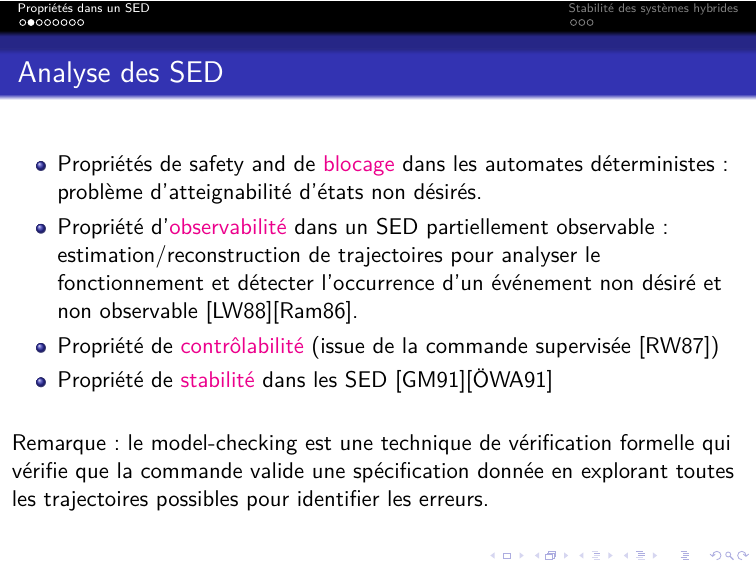 Propriétés dans un SED
Stabilité des systèmes hybrides
Analyse des SED
Propriétés de safety and de blocage dans les automates déterministes :
problème d'atteignabilité d'états non désirés.
Propriété d'observabilité dans un SED partiellement observable :
estimation/reconstruction de trajectoires pour analyser le
fonctionnement et détecter l'occurrence d'un événement non désiré et
non observable [LW88][Ram86].
Propriété de contrôlabilité (issue de la commande supervisée [RW87])
Propriété de stabilité dans les SED [GM91][ÖWA91]
Remarque : le model-checking est une technique de vérification formelle qui
vérifie que la commande valide une spécification donnée en explorant toutes
les trajectoires possibles pour identifier les erreurs.